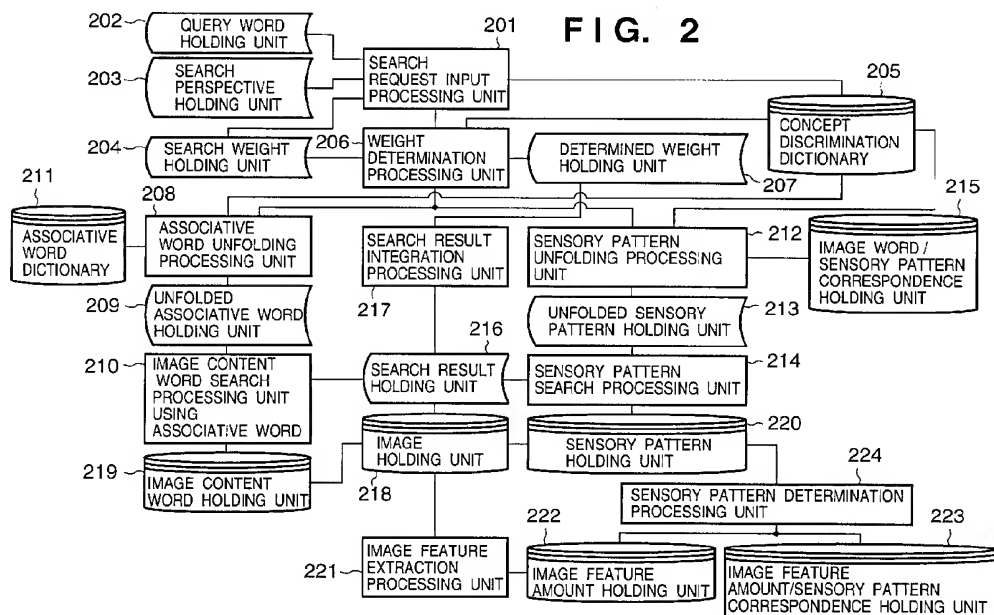 FIG. 2
202
QUERY WORD
HOLDING UNIT
201
SEARCH
REQUEST INPUT
PROCESSING UNIT
203
SEARCH
PERSPECTIVE
HOLDING UNIT
205
CONCEPT
DISCRIMINATION
DICTIONARY
204
SEARCH WEIGHT
HOLDING UNIT
206
WEIGHT
DETERMINATION
PROCESSING UNIT
DETERMINED WEIGHT
HOLDING UNIT
207
211
ASSOCIATIVE
WORD
DICTIONARY
208
ASSOCIATIVE
WORD UNFOLDING
PROCESSING UNIT
SEARCH RESULT
INTEGRATION
PROCESSING UNIT
217
SENSORY PATTERN
UNFOLDING PROCESSING
UNIT
212
215
IMAGE WORD /
SENSORY PATTERN
CORRESPONDENCE
HOLDING UNIT
209
UNFOLDED
ASSOCIATIVE WORD
HOLDING UNIT
UNFOLDED SENSORY
PATTERN HOLDING UNIT
213
210
IMAGE CONTENT
WORD SEARCH
PROCESSING UNIT
USING
ASSOCIATIVE WORD
216
SEARCH RESULT
HOLDING UNIT
SENSORY PATTERN
SEARCH PROCESSING UNIT
214
219
IMAGE CONTENT
WORD HOLDING UNIT
IMAGE
HOLDING UNIT
218
SENSORY PATTERN
HOLDING UNIT
220
224
SENSORY PATTERN DETERMINATION
PROCESSING UNIT
221
IMAGE FEATURE
EXTRACTION
PROCESSING UNIT
222
IMAGE FEATURE
AMOUNT HOLDING UNIT
223
IMAGE FEATURE
AMOUNT/SENSORY PATTERN
CORRESPONDENCE HOLDING UNIT